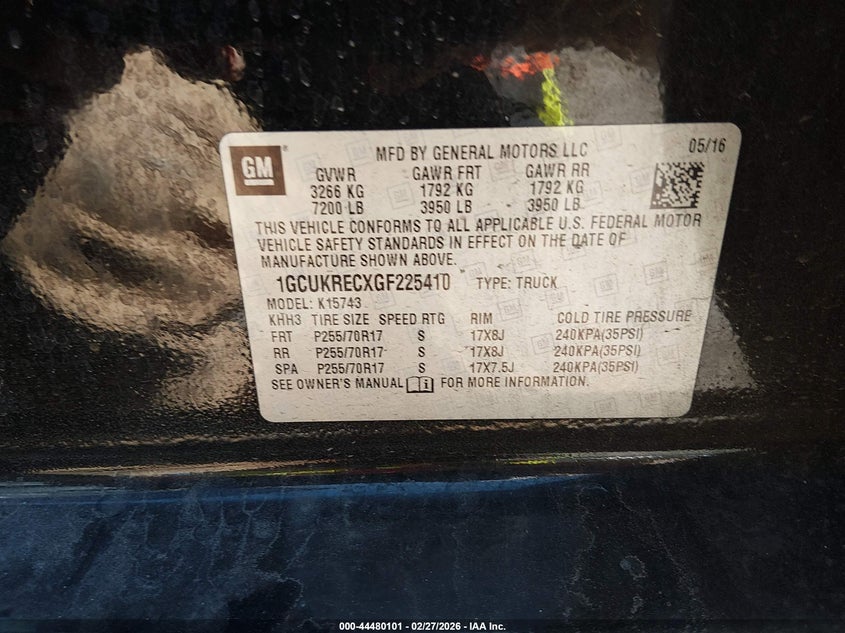 GM
MFD BY GENERAL MOTORS LLC
05/16
GVWR GAWR FRT GAWR RR
3266 KG 1792 KG 1792 KG
7200 LB 3950 LB 3950 LB
THIS VEHICLE CONFORMS TO ALL APPLICABLE U.S. FEDERAL MOTOR
VEHICLE SAFETY STANDARDS IN EFFECT ON THE DATE OF
MANUFACTURE SHOWN ABOVE.
1GCUKRECXGF225410 TYPE: TRUCK
MODEL: K15743
KHH3 TIRE SIZE SPEED RTG RIM COLD TIRE PRESSURE
FRT P255/70R17 S 17X8J 240KPA(35PSI)
RR P255/70R17 S 17X8J 240KPA(35PSI)
SPA P255/70R17 S 17X7.5J 240KPA(35PSI)
SEE OWNER'S MANUAL FOR MORE INFORMATION.
000-44480101 - 02/27/2026 - IAA Inc.